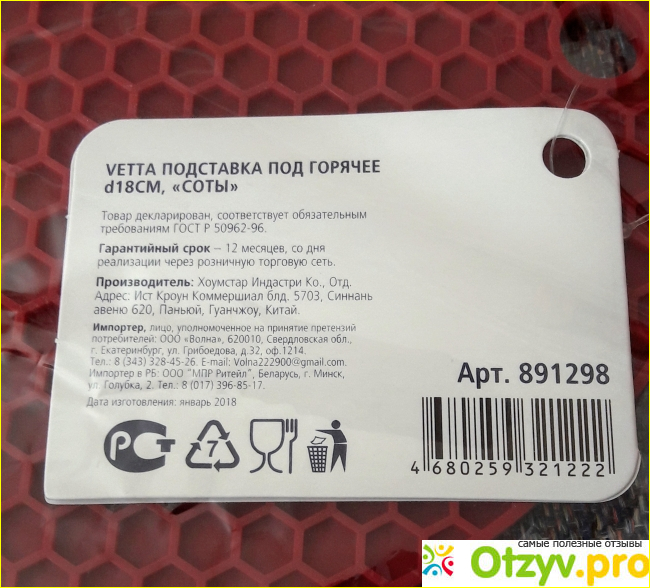 VETTA ПОДСТАВКА ПОД ГОРЯЧЕЕ
d18СМ, «СОТЫ»
Товар декларирован, соответствует обязательным
требованиям ГОСТ Р 50962-96.
Гарантийный срок – 12 месяцев, со дня
реализации через розничную торговую сеть.
Производитель: Хоумстар Индастри Ко., Отд.
Адрес: Ист Кроун Коммершиал блд. 5703, Синнань
авеню 620, Паньюй, Гуанчжоу, Китай.
Импортер, лицо, уполномоченное на принятие претензий
потребителей: ООО «Волна», 620010, Свердловская обл.,
г. Екатеринбург, ул. Грибоедова, д.32, оф.1214.
Тел.: 8 (343) 328-45-26. E-mail: Volna222900@gmail.com.
Импортер в РБ: ООО "МПР Ритейл", Беларусь, г. Минск,
ул. Голубка, 2. Тел.: 8 (017) 396-85-17.
Дата изготовления: январь 2018
Арт. 891298
РСТ
7
4 680259 321222
самые полезные отзывы
Otzyv.pro